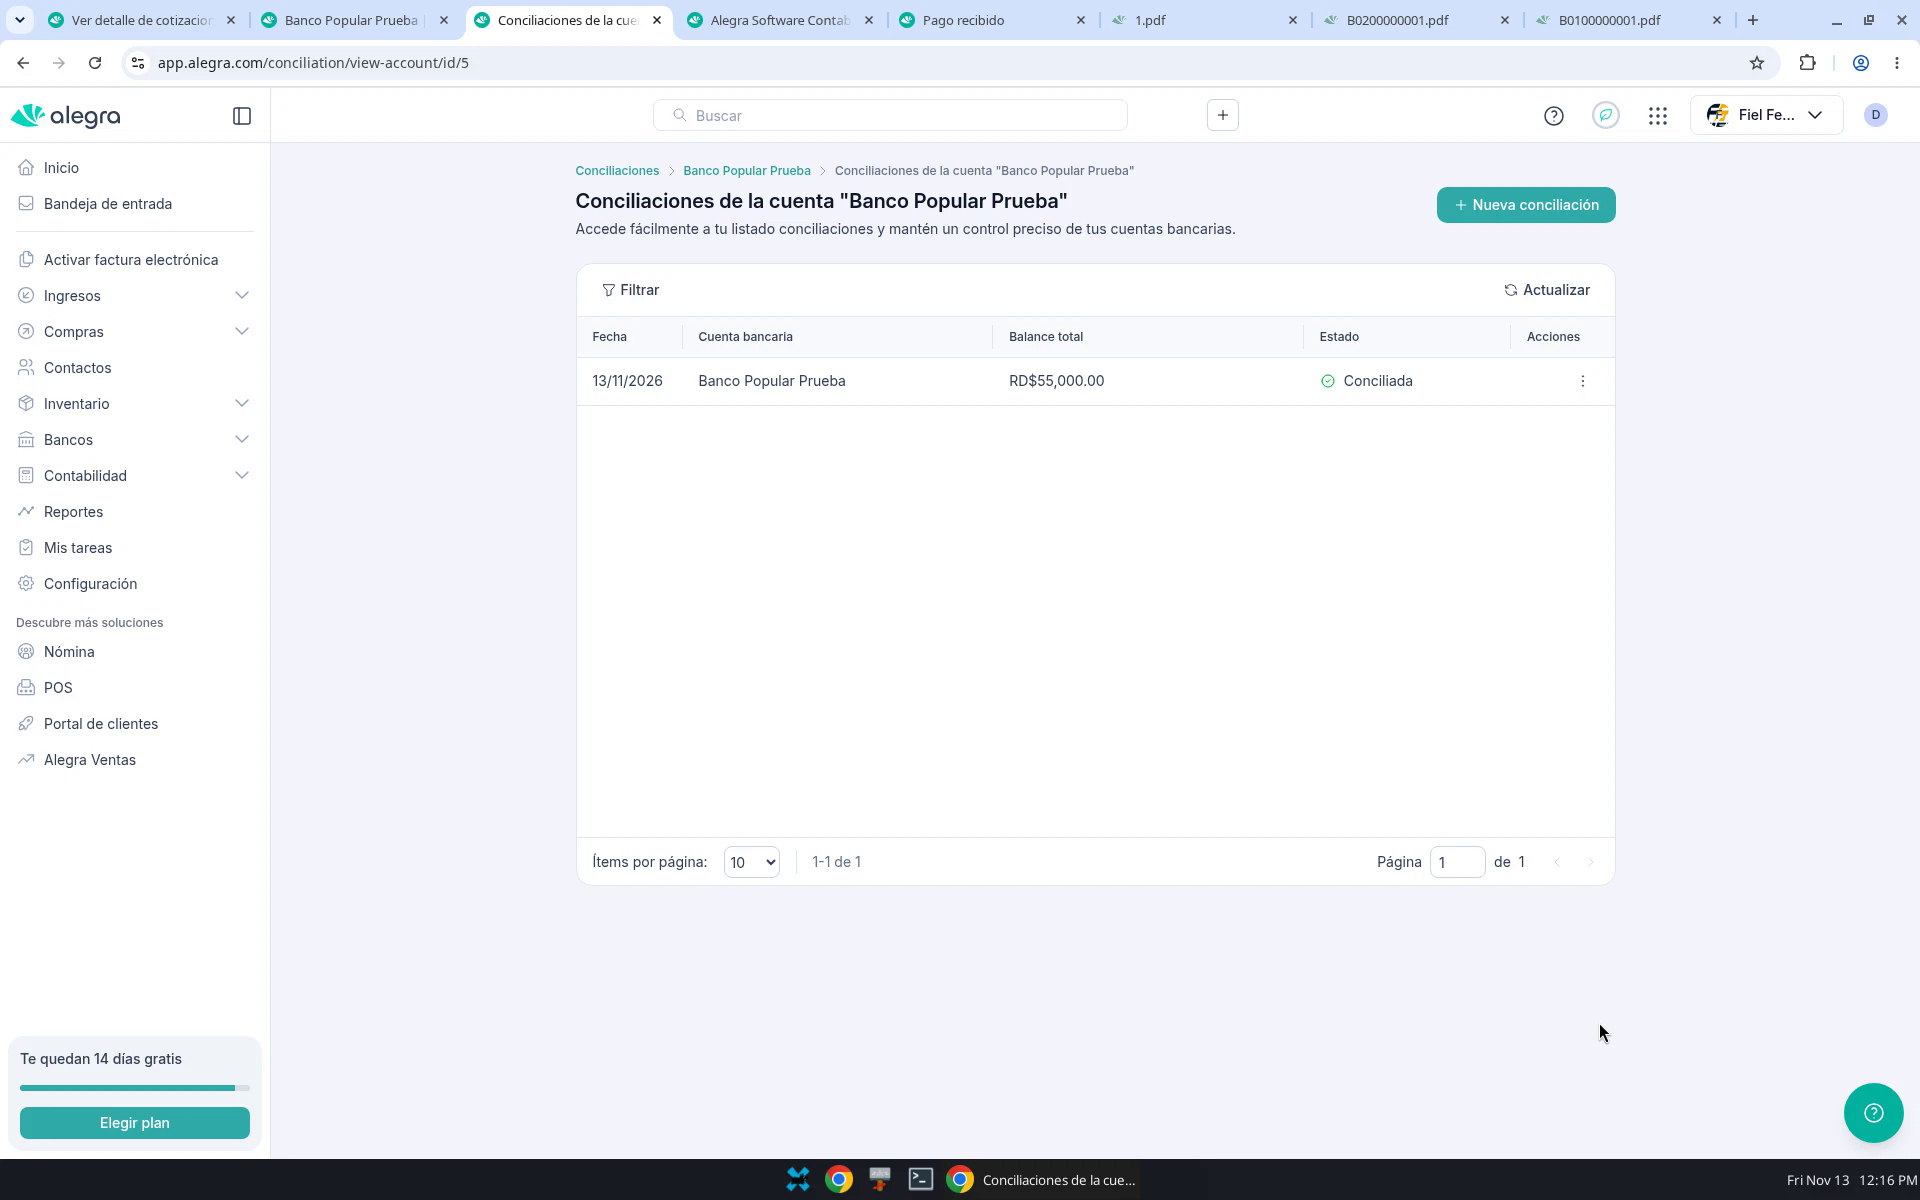 Ver detalle de cotizacior
Banco Popular Prueba
Conciliaciones de la cue
Alegra Software Contab
Pago recibido
1.pdf
B0200000001.pdf
B0100000001.pdf
app.alegra.com/conciliation/view-account/id/5
alegra
Buscar
Fiel Fe...
D
Inicio
Bandeja de entrada
Activar factura electrónica
Ingresos
Compras
Contactos
Inventario
Bancos
Contabilidad
Reportes
Mis tareas
Configuración
Descubre más soluciones
Nómina
POS
Portal de clientes
Alegra Ventas
Te quedan 14 días gratis
Elegir plan
Conciliaciones > Banco Popular Prueba > Conciliaciones de la cuenta "Banco Popular Prueba"
Conciliaciones de la cuenta "Banco Popular Prueba"
Accede fácilmente a tu listado conciliaciones y mantén un control preciso de tus cuentas bancarias.
+ Nueva conciliación
Filtrar
Actualizar
Fecha Cuenta bancaria Balance total Estado Acciones
13/11/2026 Banco Popular Prueba RD$55,000.00 Conciliada
Ítems por página: 10 1-1 de 1 Página 1 de 1
Conciliaciones de la cue...
Fri Nov 13 12:16 PM